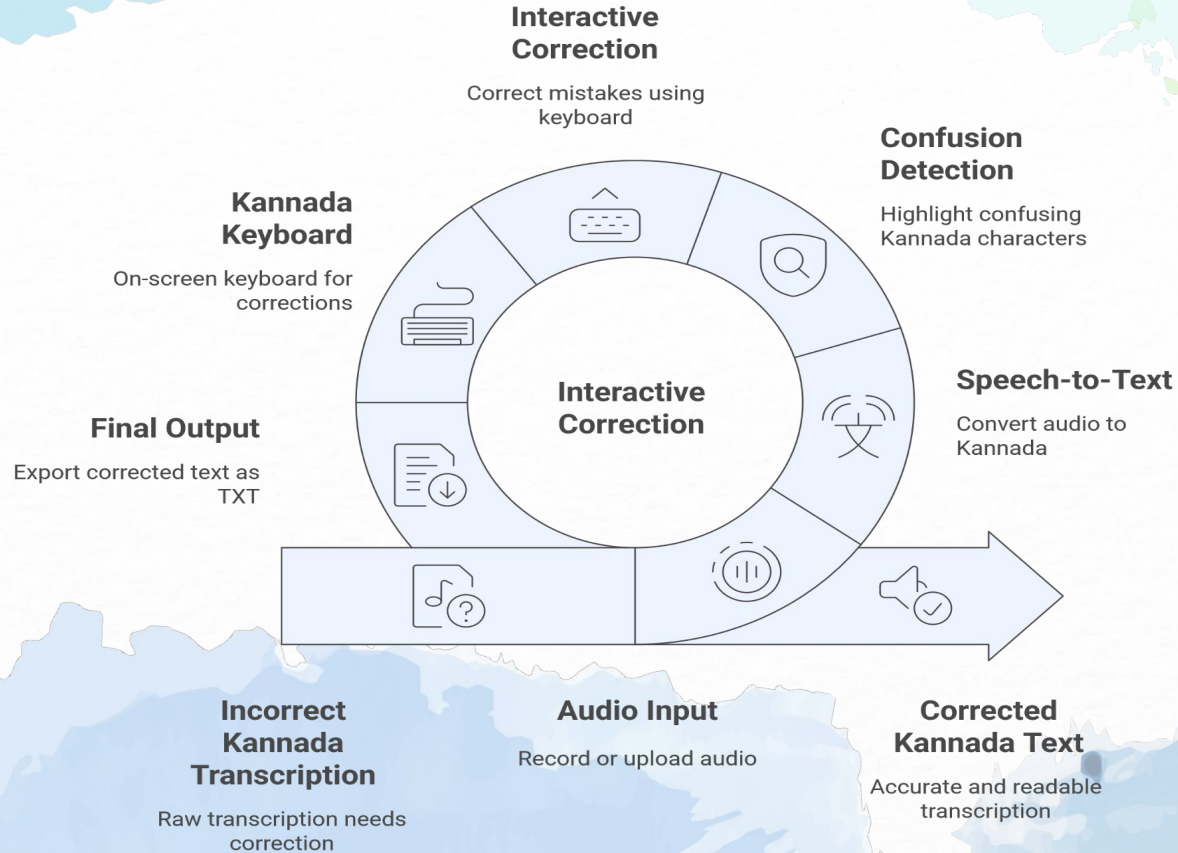 Interactive
Correction
Correct mistakes using
keyboard
Confusion
Detection
Highlight confusing
Kannada characters
Kannada
Keyboard
On-screen keyboard for
corrections
Interactive
Correction
Speech-to-Text
Convert audio to
Kannada
Final Output
Export corrected text as
TXT
Incorrect
Kannada
Transcription
Raw transcription needs
correction
Audio Input
Record or upload audio
Corrected
Kannada Text
Accurate and readable
transcription